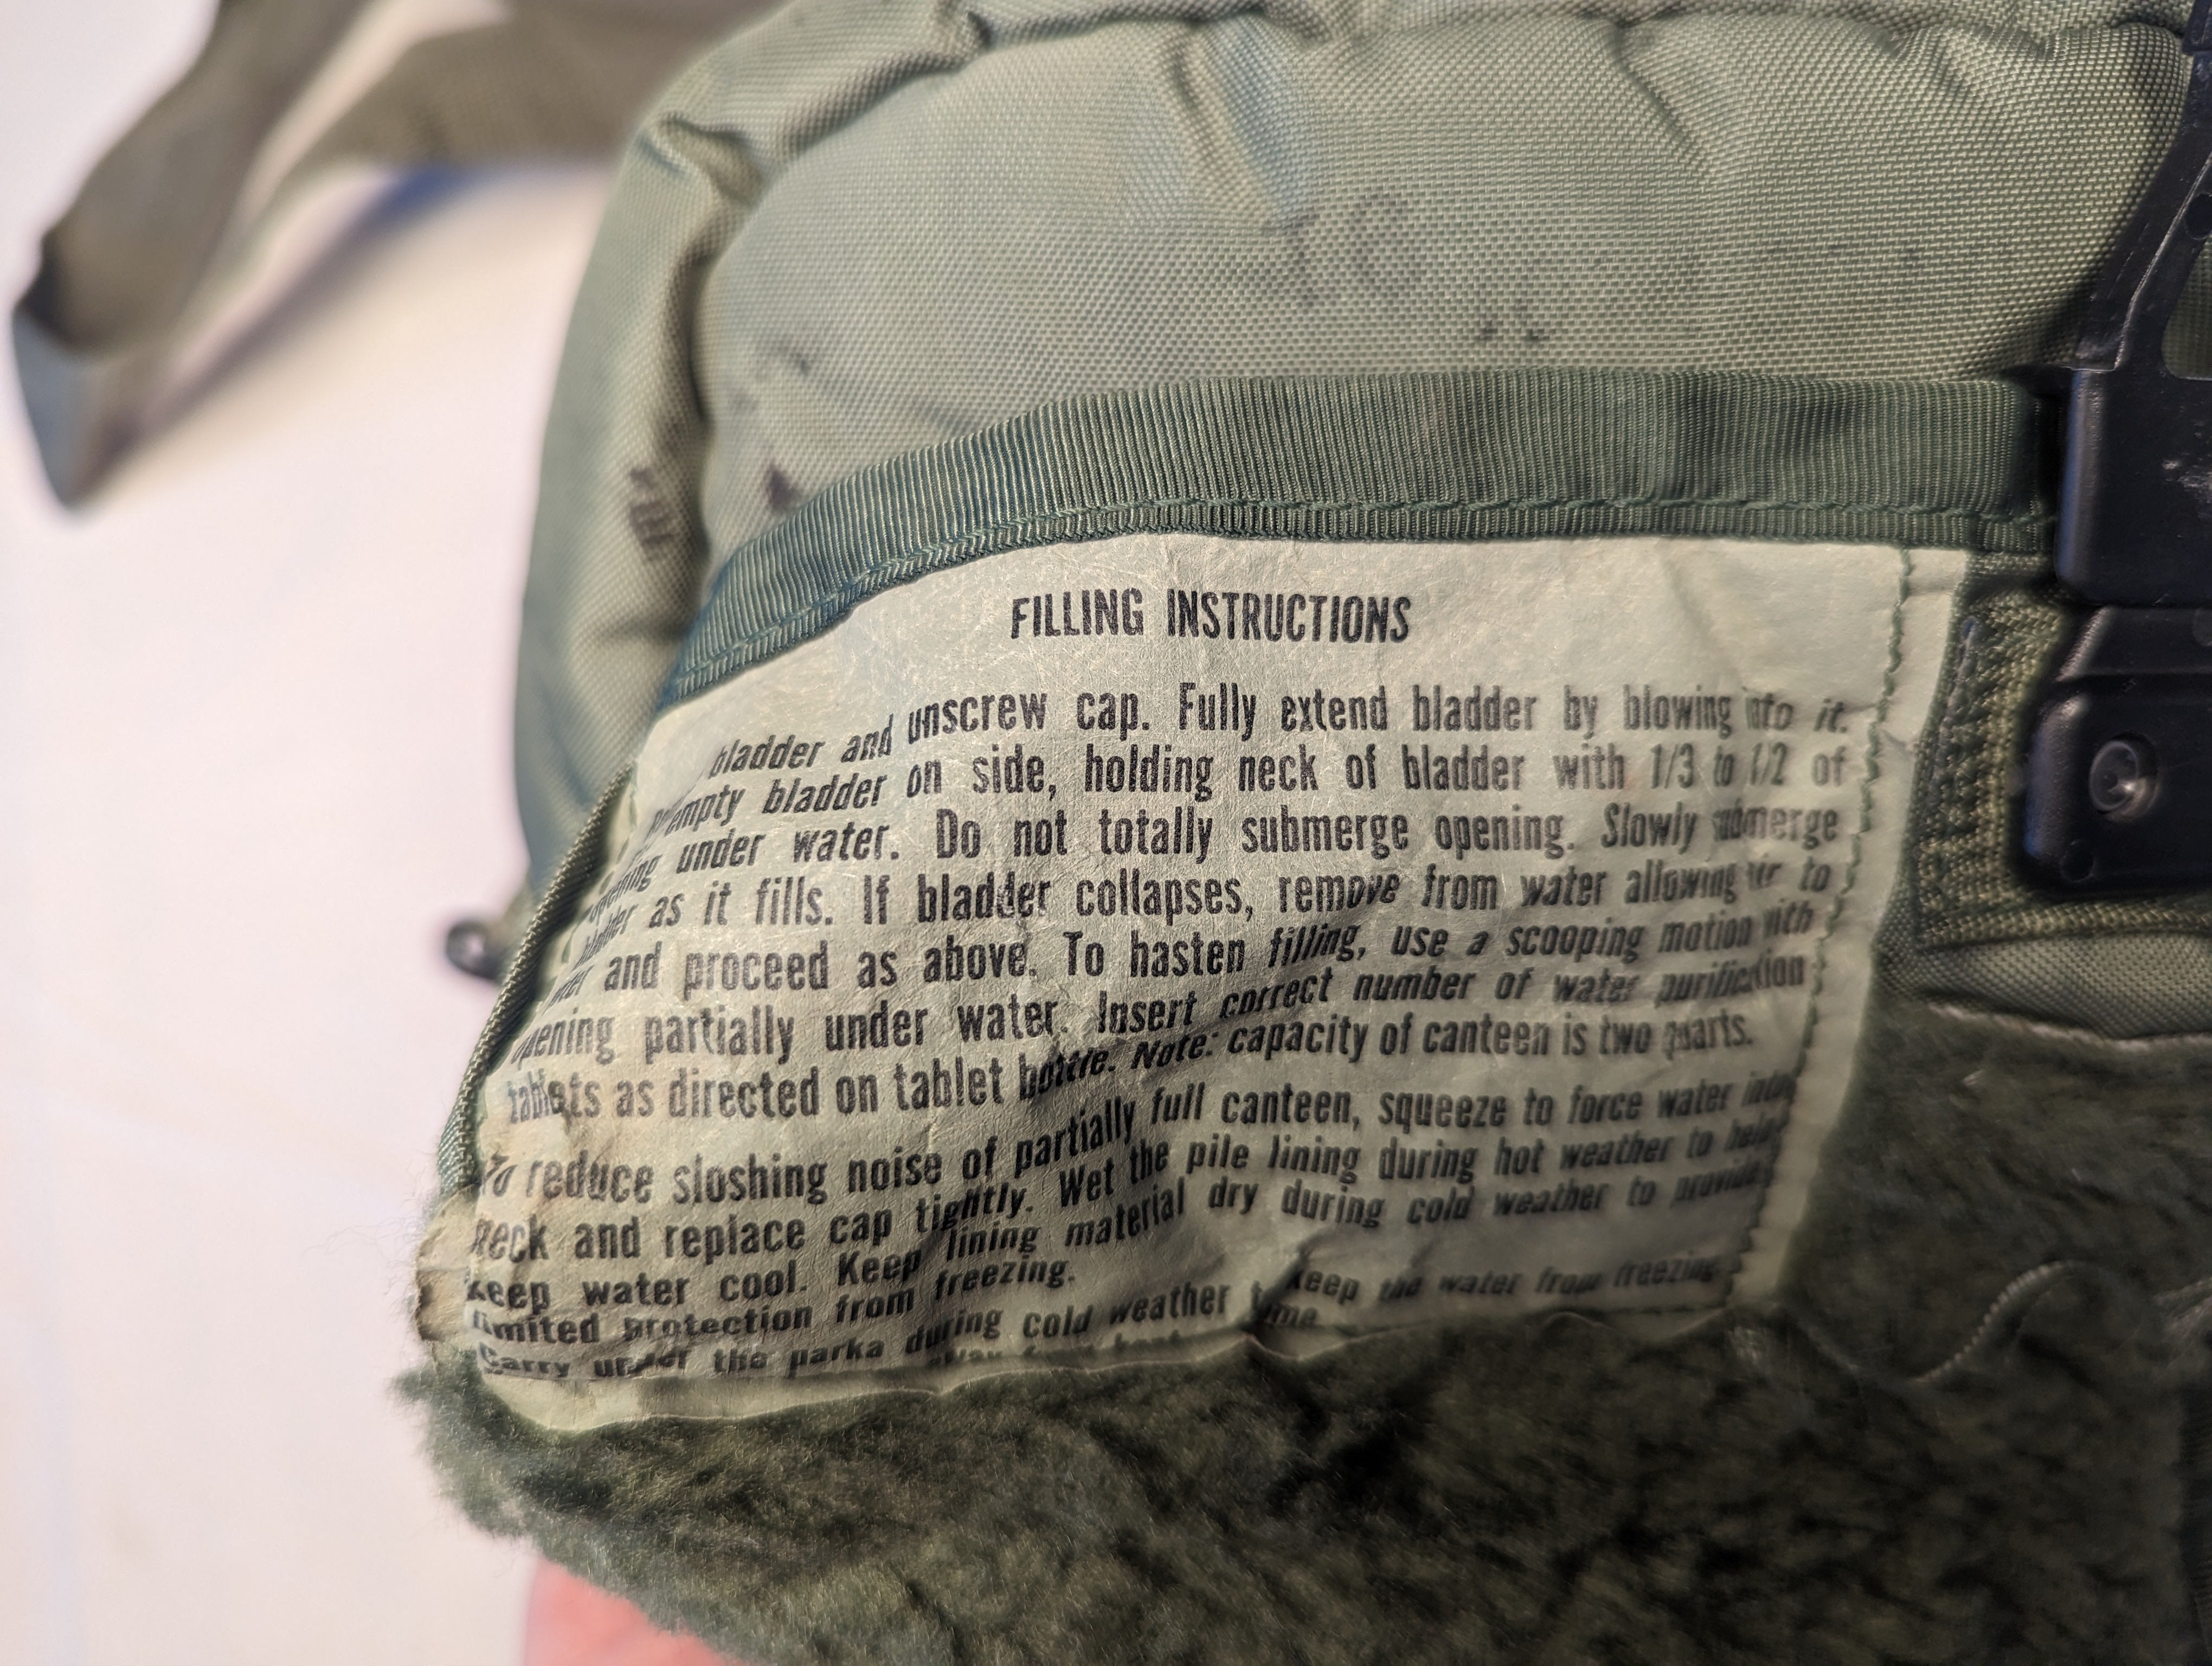 FILLING INSTRUCTIONS
bladder and unscrew cap. Fully extend bladder by blowing into it.
empty bladder on side, holding neck of bladder with 1/3 to 1/2 of
opening under water. Do not totally submerge opening. Slowly submerge
bladder as it fills. If bladder collapses, remove from water allowing air to
and proceed as above. To hasten filling, use a scooping motion with
opening partially under water. Insert correct number of water purification
tablets as directed on tablet bottle. Note: capacity of canteen is two quarts.
To reduce sloshing noise of partially full canteen, squeeze to force water into
neck and replace cap tightly. Wet the pile lining during hot weather to help
keep water cool. Keep lining material dry during cold weather to provide
limited protection from freezing.
Carry under the parka during cold weather to keep the water from freezing.